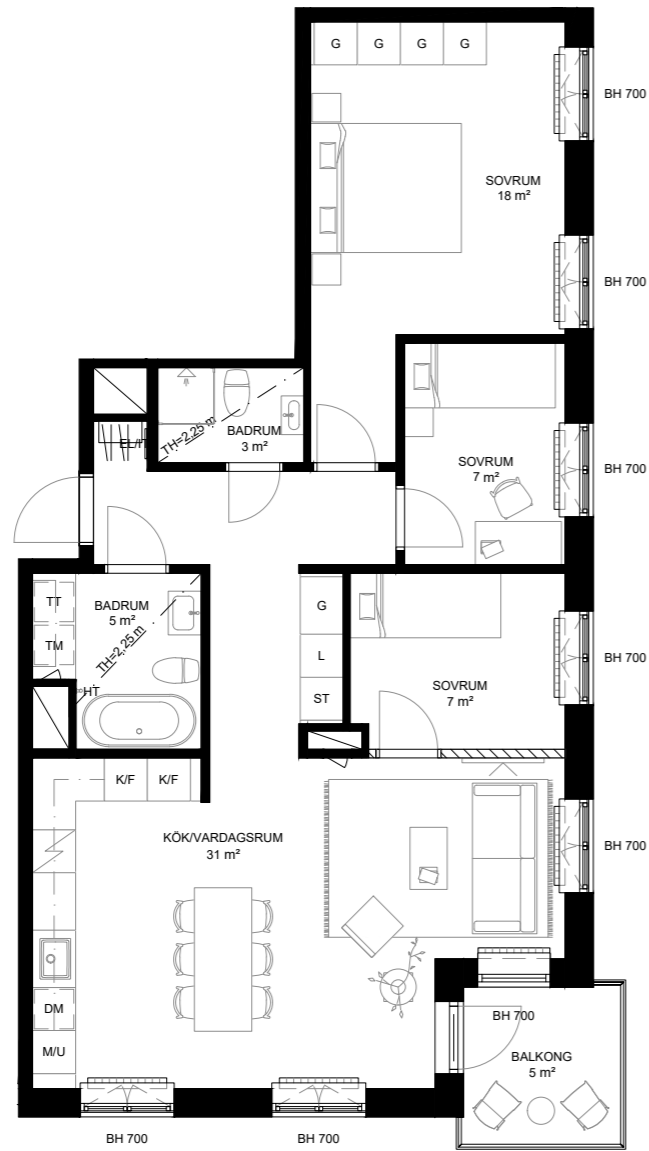 G G G G
BH 700
SOVRUM
18 m²
BH 700
BADRUM
3 m²
TH=2,25 m
EL/IT
SOVRUM
7 m²
BH 700
TT
BADRUM
5 m²
TM
TH=2,25 m
HT
G
L
ST
SOVRUM
7 m²
BH 700
K/F K/F
KÖK/VARDAGSRUM
31 m²
BH 700
DM
M/U
BH 700
BALKONG
5 m²
BH 700 BH 700